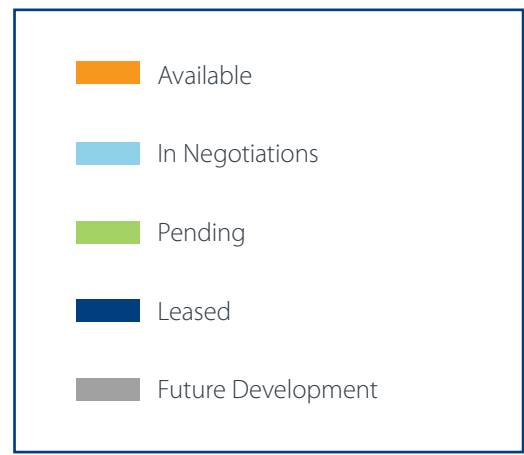 Available
In Negotiations
Pending
Leased
Future Development